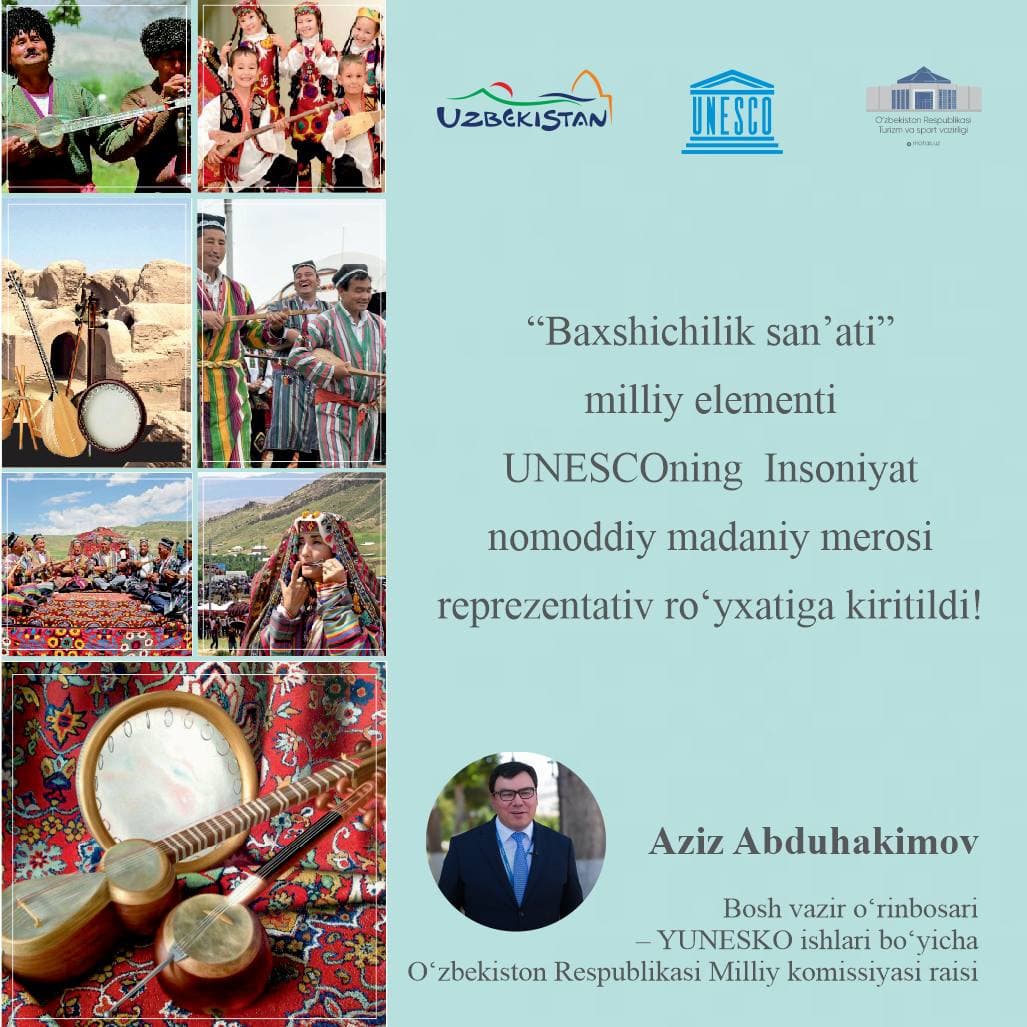 UZBEKISTAN
UNESCO
O'zbekiston Respublikasi
Turizm va sport vazirligi
“Baxshichilik san’ati”
milliy elementi
UNESCOning Insoniyat
nomoddiy madaniy merosi
reprezentativ ro‘yxatiga kiritildi!
Aziz Abduhakimov
Bosh vazir o‘rinbosari
– YUNESKO ishlari bo‘yicha
O‘zbekiston Respublikasi Milliy komissiyasi raisi